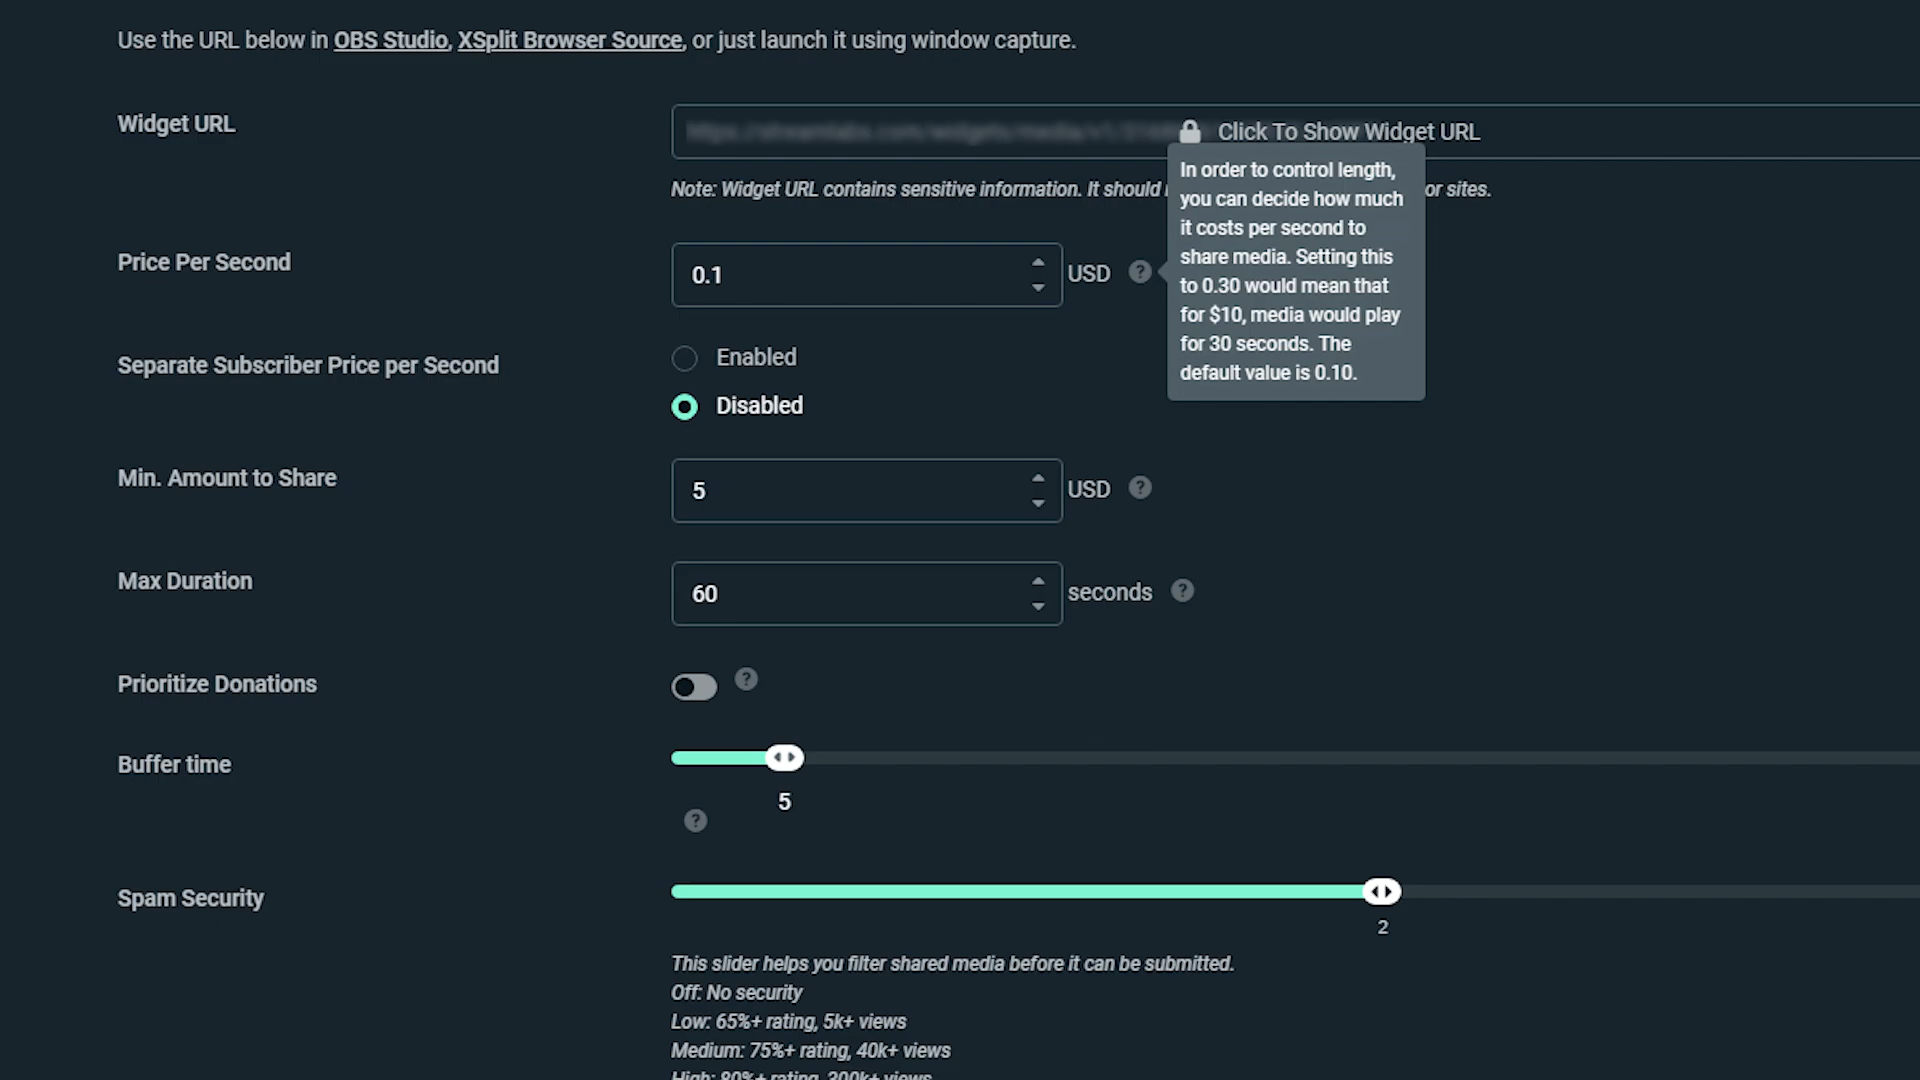 Use the URL below in OBS Studio, XSplit Browser Source, or just launch it using window capture.
Widget URL
Click To Show Widget URL
Note: Widget URL contains sensitive information. It should
or sites.
In order to control length,
you can decide how much
it costs per second to
share media. Setting this
to 0.30 would mean that
for $10, media would play
for 30 seconds. The
default value is 0.10.
Price Per Second
0.1
USD
?
Separate Subscriber Price per Second
Enabled
Disabled
Min. Amount to Share
5
USD
?
Max Duration
60
seconds
?
Prioritize Donations
?
Buffer time
5
?
Spam Security
2
This slider helps you filter shared media before it can be submitted.
Off: No security
Low: 65%+ rating, 5k+ views
Medium: 75%+ rating, 40k+ views
High: 80%+ rating, 300k+ views